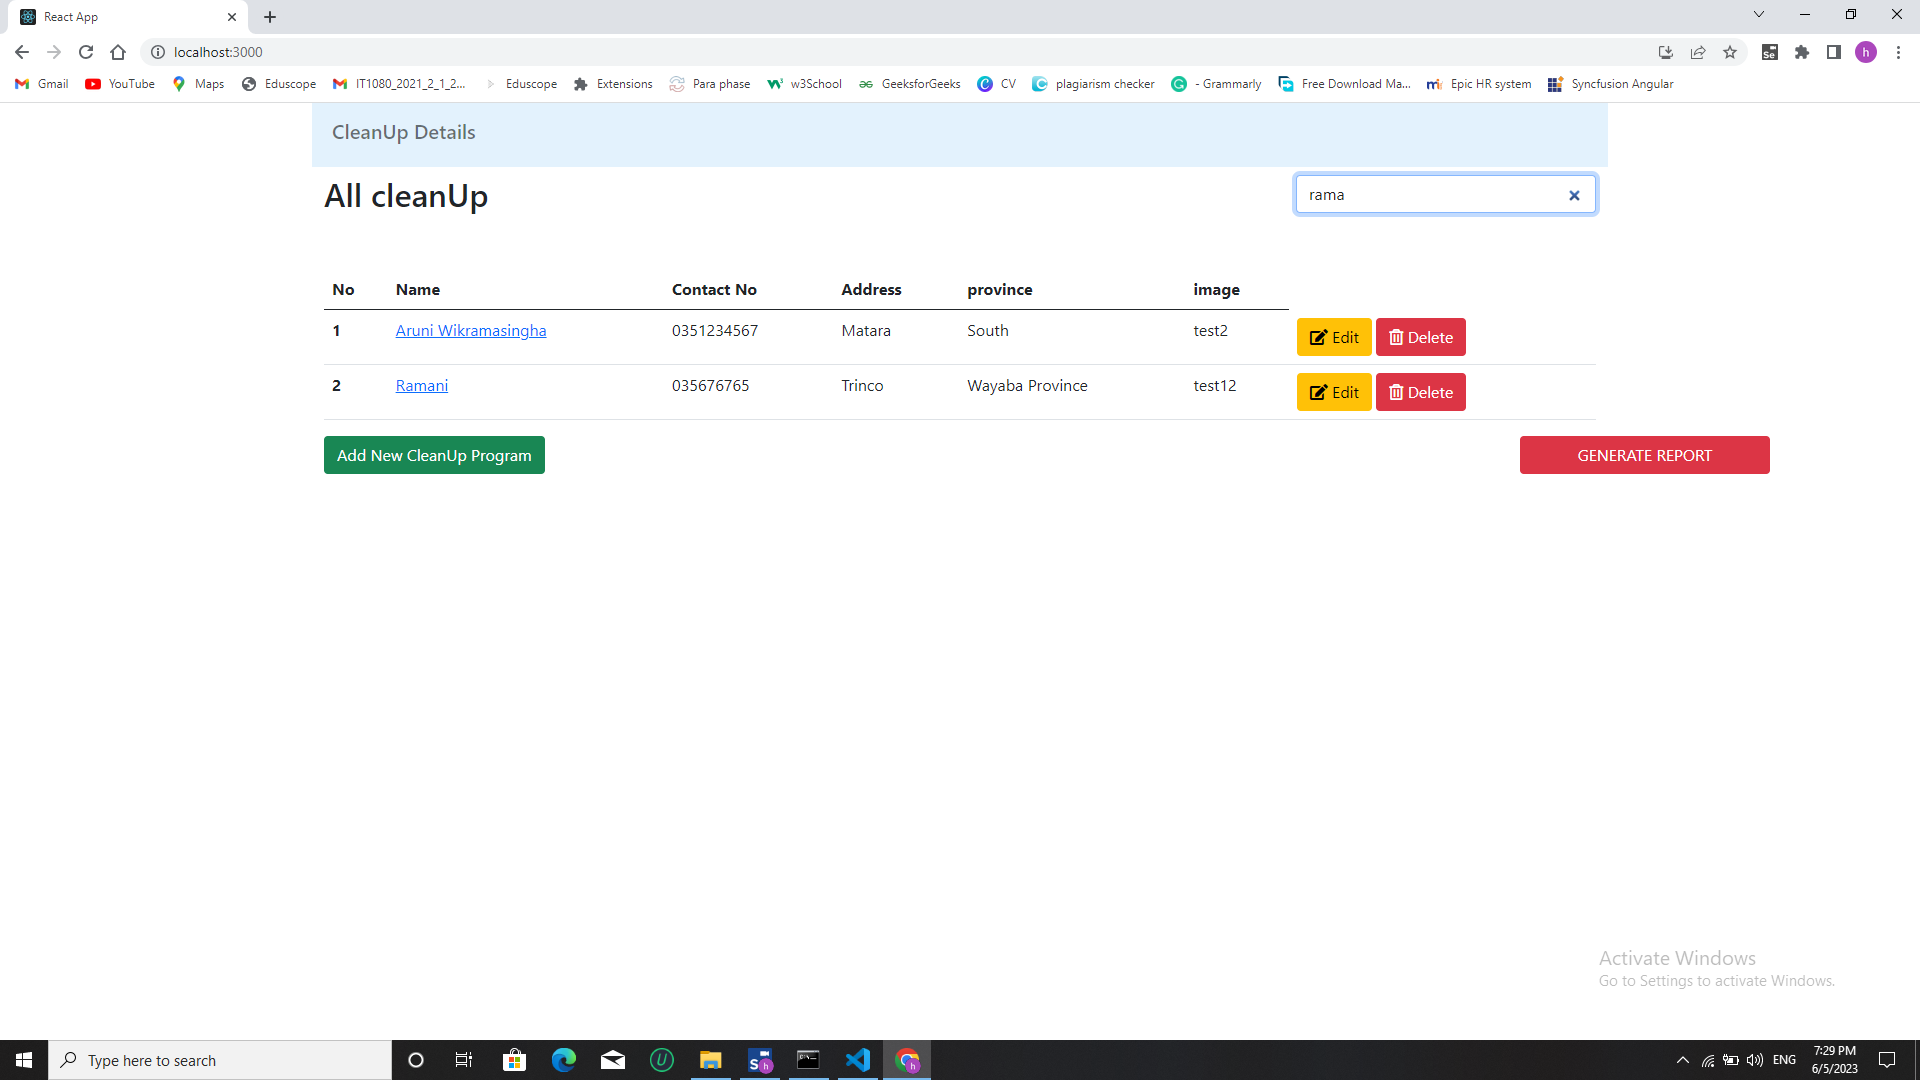 React App
localhost:3000
Gmail YouTube Maps Eduscope IT1080_2021_2_1_2... Eduscope Extensions Para phase w3School GeeksforGeeks CV plagiarism checker - Grammarly Free Download Ma... Epic HR system Syncfusion Angular
CleanUp Details
All cleanUp
rama
No Name Contact No Address province image
1 Aruni Wikramasingha 0351234567 Matara South test2 Edit Delete
2 Ramani 035676765 Trinco Wayaba Province test12 Edit Delete
Add New CleanUp Program GENERATE REPORT
Activate Windows
Go to Settings to activate Windows.
Type here to search
ENG
7:29 PM
6/5/2023